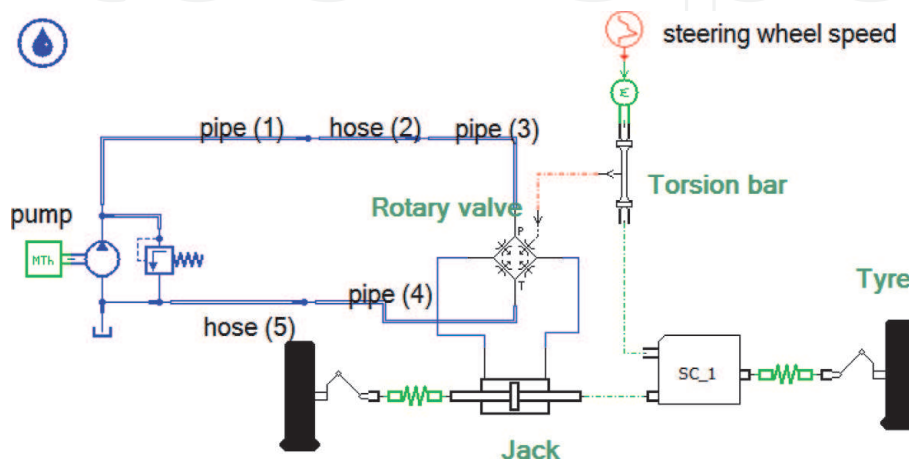 steering wheel speed
m
pipe (1)
hose (2)
pipe (3)
Torsion bar
Rotary valve
pump
P
MTh
T
pipe (4)
Tyre
hose (5)
SC_1
Jack